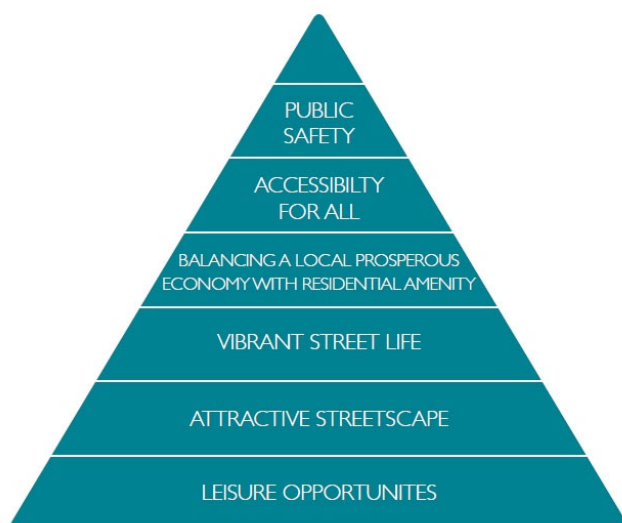 PUBLIC
SAFETY
ACCESSIBILTY
FOR ALL
BALANCING A LOCAL PROSPEROUS
ECONOMY WITH RESIDENTIAL AMENITY
VIBRANT STREET LIFE
ATTRACTIVE STREETSCAPE
LEISURE OPPORTUNITES